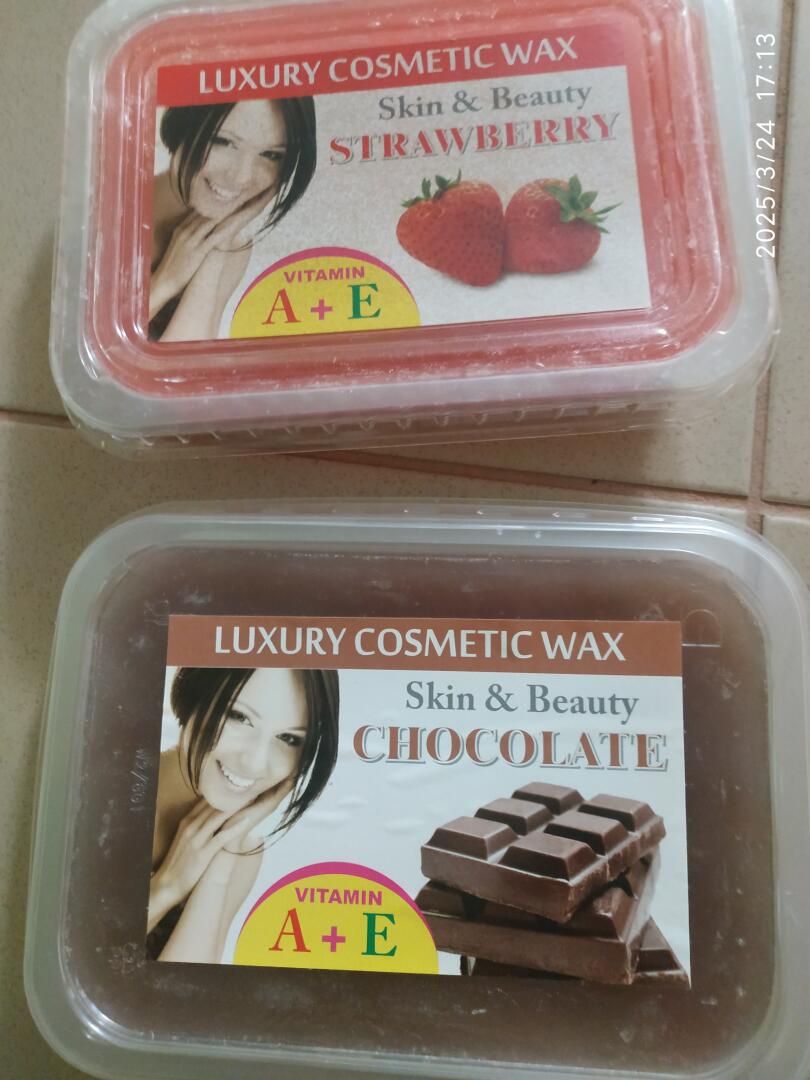 LUXURY COSMETIC WAX
Skin & Beauty
STRAWBERRY
VITAMIN
A + E
2025/3/24 17:13
LUXURY COSMETIC WAX
Skin & Beauty
CHOCOLATE
VITAMIN
A + E